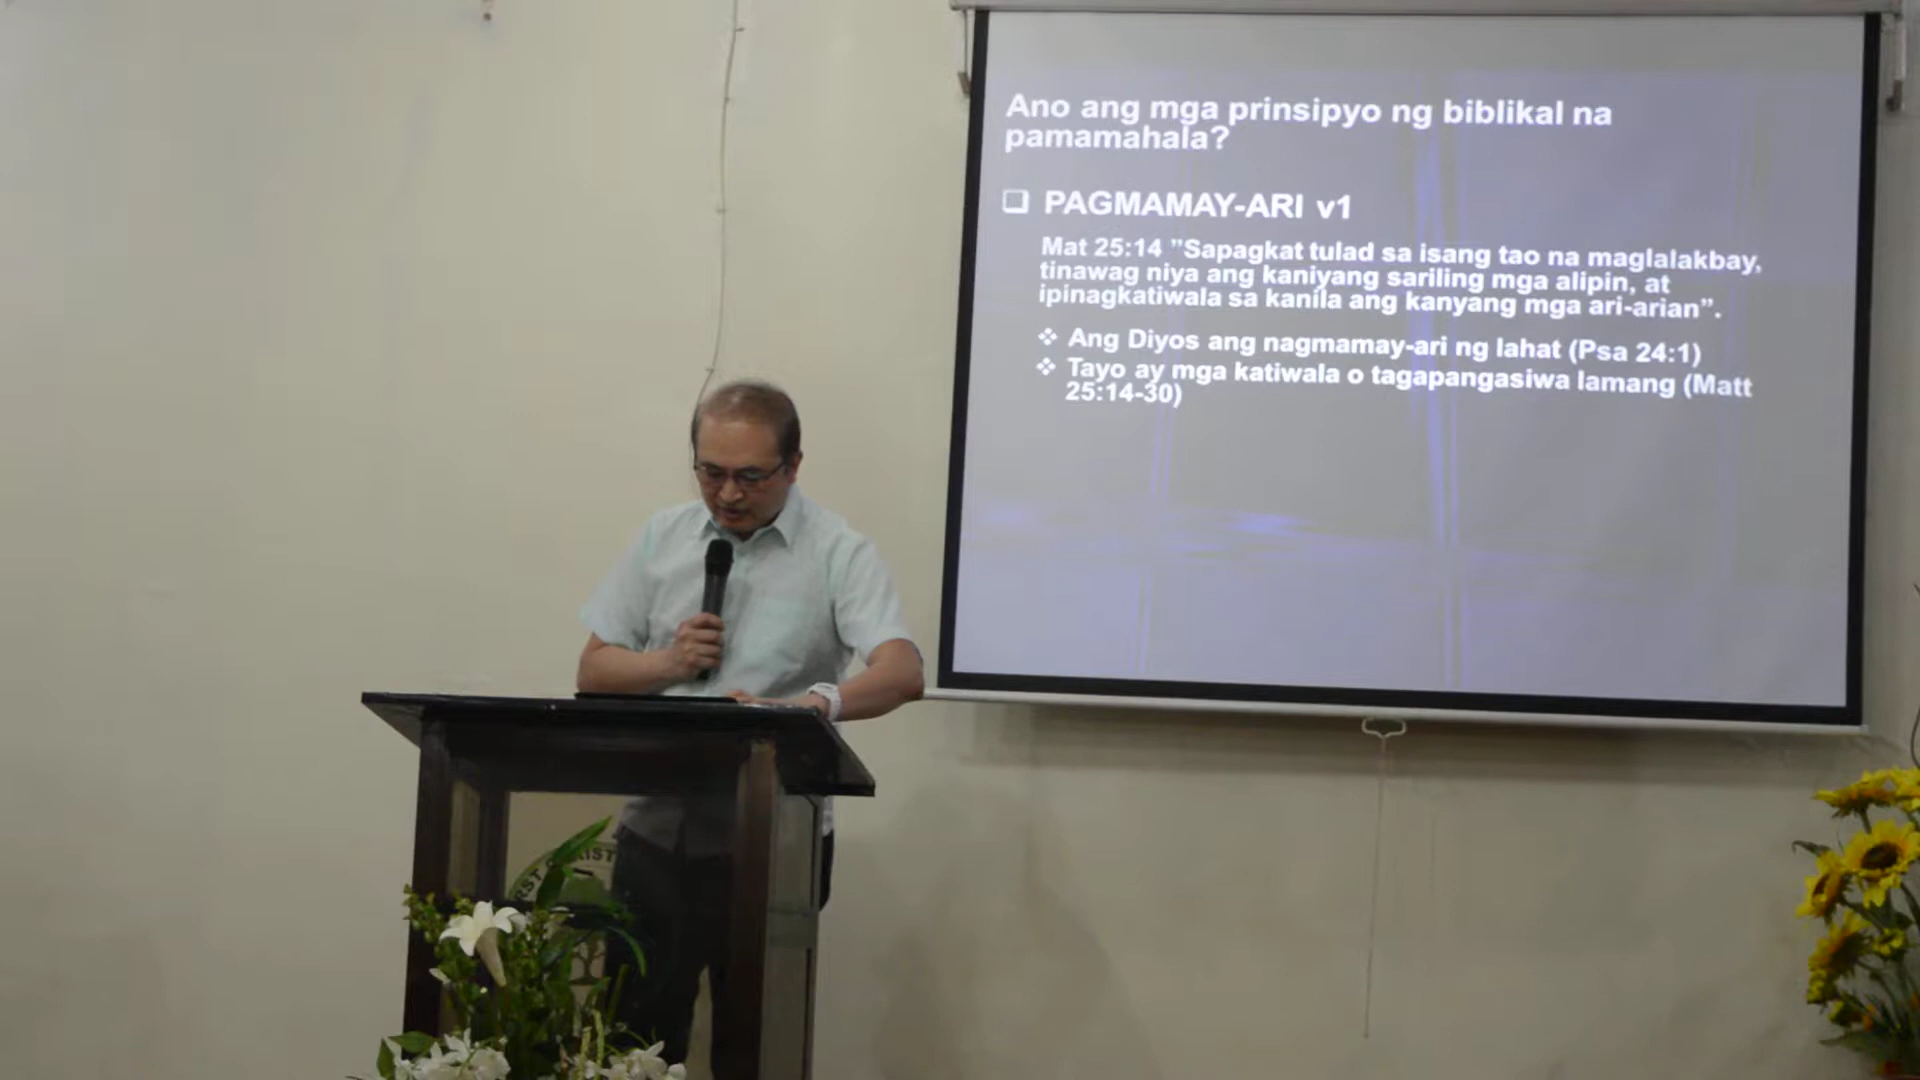 Ano ang mga prinsipyo ng biblikal na
pamamahala?
❑ PAGMAMAY-ARI v1
Mat 25:14 ”Sapagkat tulad sa isang tao na maglalakbay,
tinawag niya ang kaniyang sariling mga alipin, at
ipinagkatiwala sa kanila ang kanyang mga ari-arian”.
❖ Ang Diyos ang nagmamay-ari ng lahat (Psa 24:1)
❖ Tayo ay mga katiwala o tagapangasiwa lamang (Matt
25:14-30)